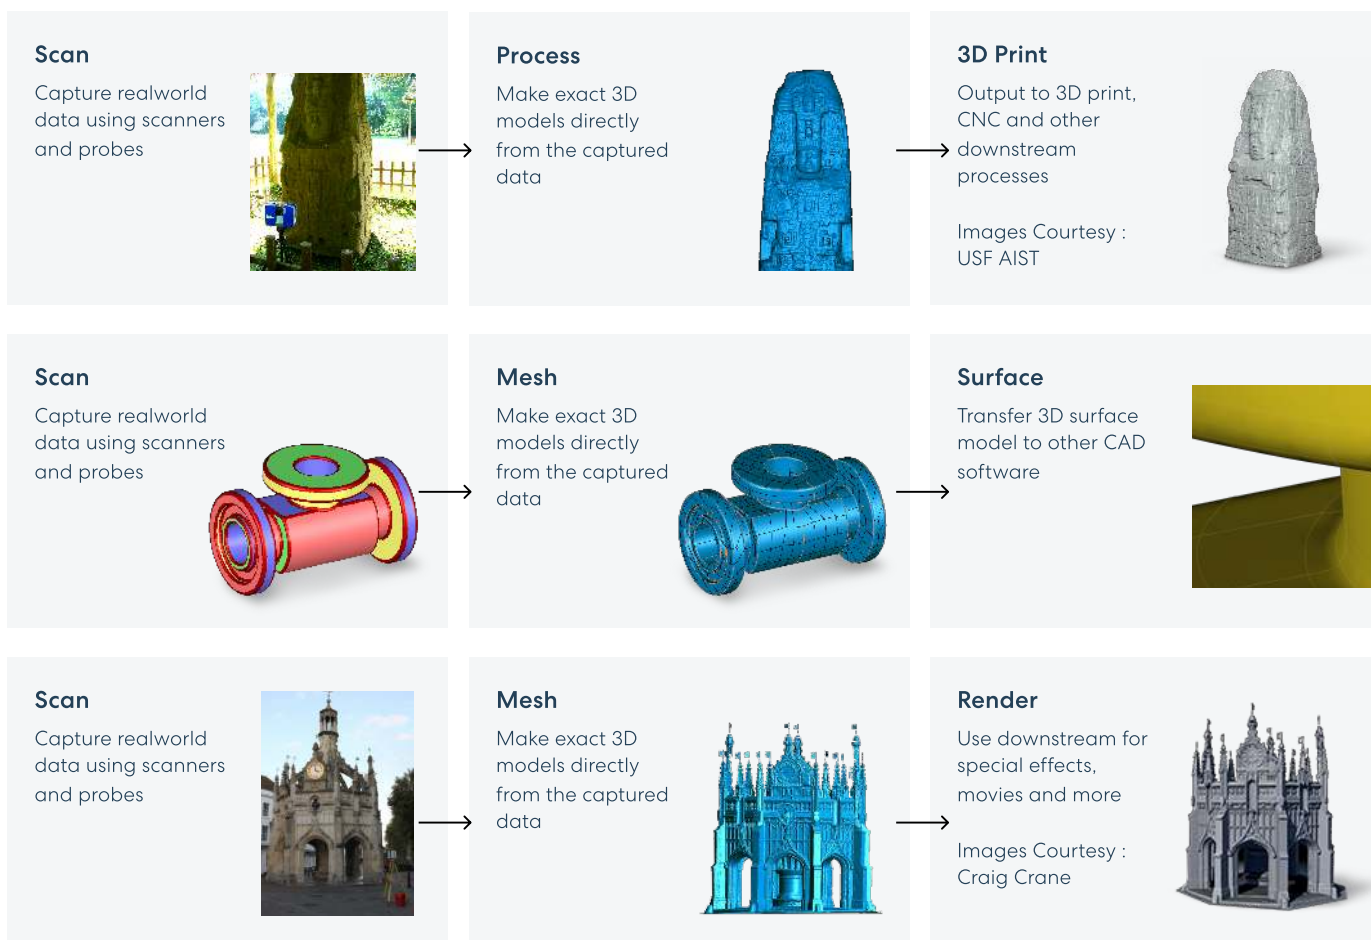 Scan
Capture realworld
data using scanners
and probes
Process
Make exact 3D
models directly
from the captured
data
3D Print
Output to 3D print,
CNC and other
downstream
processes
Images Courtesy :
USF AIST
Scan
Capture realworld
data using scanners
and probes
Mesh
Make exact 3D
models directly
from the captured
data
Surface
Transfer 3D surface
model to other CAD
software
Scan
Capture realworld
data using scanners
and probes
Mesh
Make exact 3D
models directly
from the captured
data
Render
Use downstream for
special effects,
movies and more
Images Courtesy :
Craig Crane